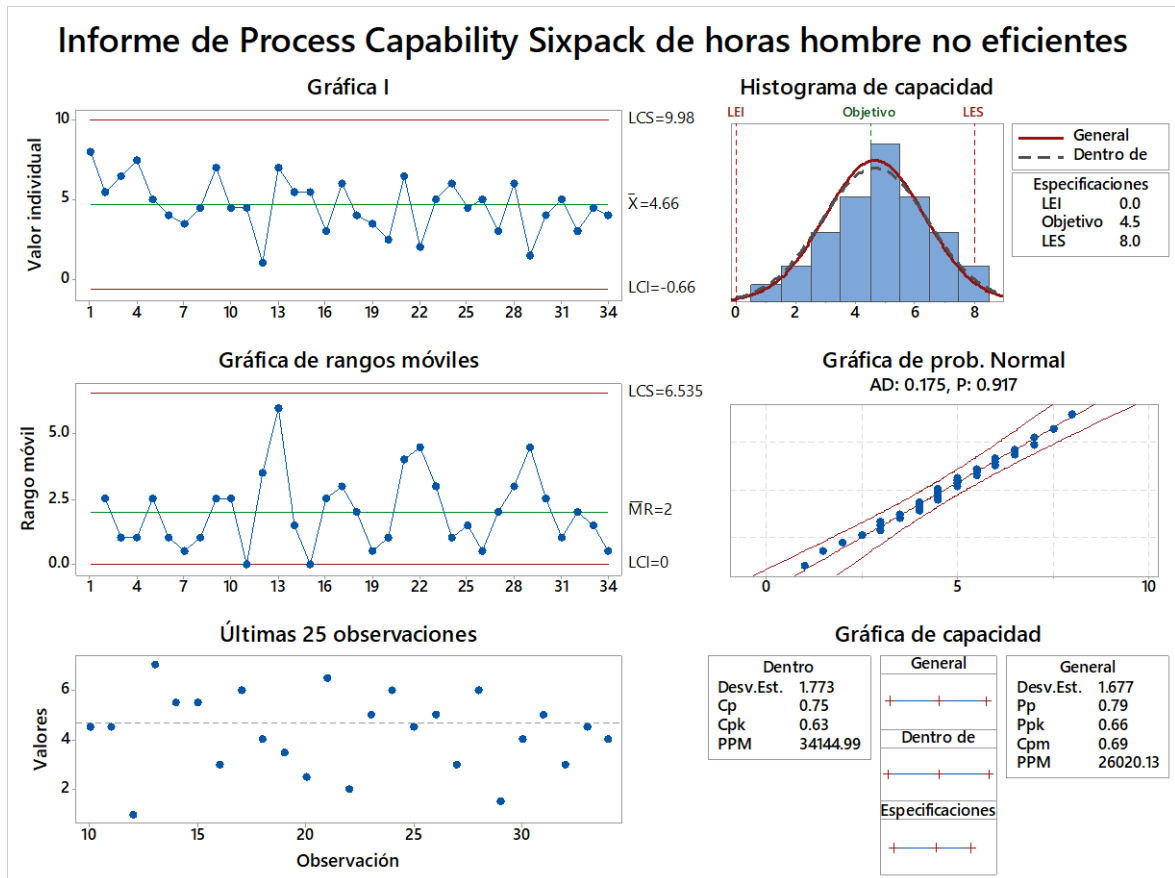 Informe de Process Capability Sixpack de horas hombre no eficientes
Gráfica I
Valor individual
10
5
0
1 4 7 10 13 16 19 22 25 28 31 34
LCS=9.98
X̅=4.66
LCI=-0.66
Histograma de capacidad
LEI Objetivo LES
0 2 4 6 8
General
Dentro de
Especificaciones
LEI 0.0
Objetivo 4.5
LES 8.0
Gráfica de rangos móviles
Rango móvil
5.0
2.5
0.0
1 4 7 10 13 16 19 22 25 28 31 34
LCS=6.535
M̅R̅=2
LCI=0
Gráfica de prob. Normal
AD: 0.175, P: 0.917
0 5 10
Últimas 25 observaciones
Valores
6
4
2
10 15 20 25 30
Observación
Gráfica de capacidad
Dentro
Desv.Est. 1.773
Cp 0.75
Cpk 0.63
PPM 34144.99
General
Dentro de
Especificaciones
General
Desv.Est. 1.677
Pp 0.79
Ppk 0.66
Cpm 0.69
PPM 26020.13